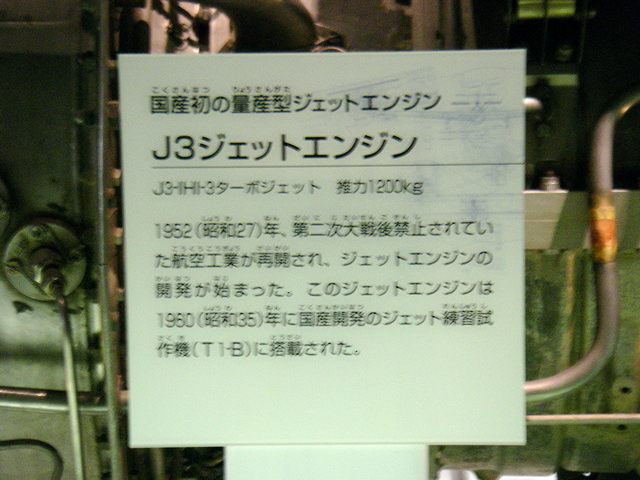 国産初の量産型ジェットエンジン
J3ジェットエンジン
J3-IHI-3ターボジェット 推力1200kg
1952(昭和27)年、第二次大戦後禁止されてい
た航空工業が再開され、ジェットエンジンの
開発が始まった。このジェットエンジンは
1960(昭和35)年に国産開発のジェット練習試
作機(T1-B)に搭載された。